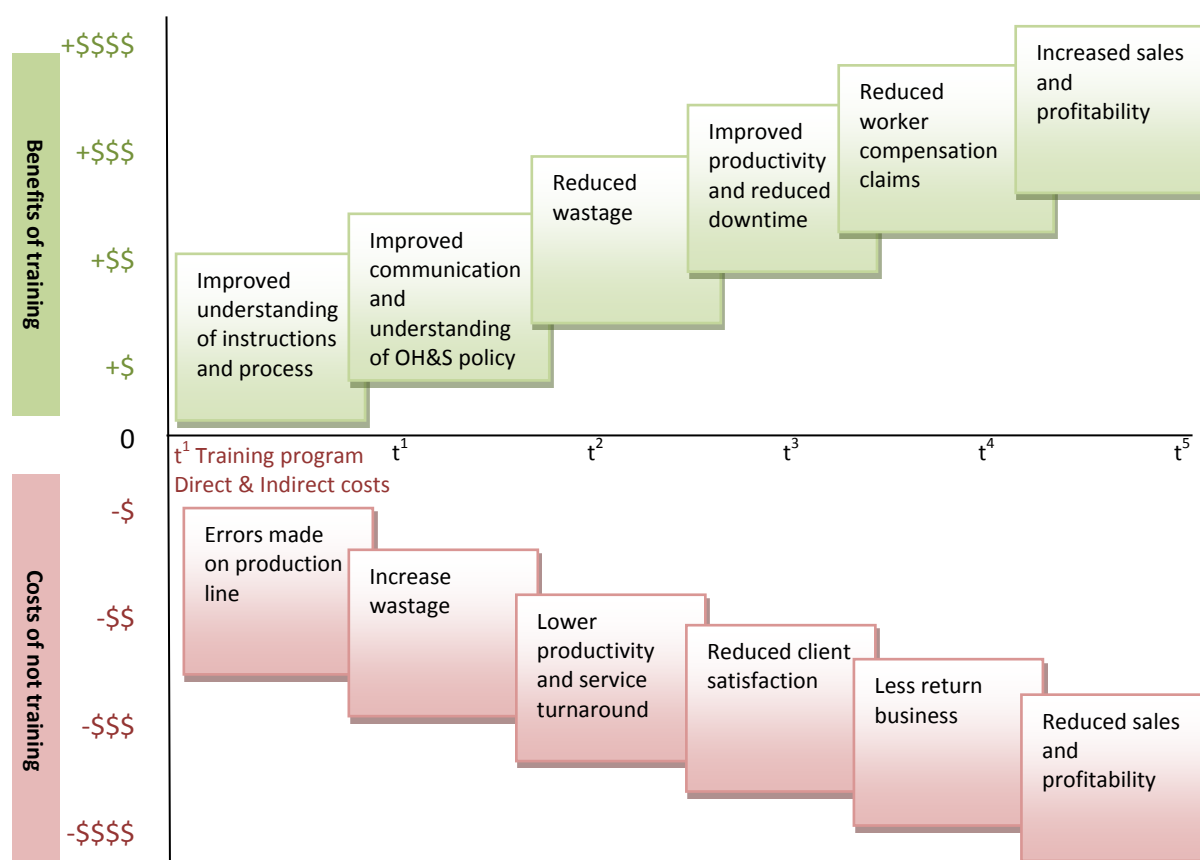 Benefits of training
+$$$$
+$$$
+$$
+$
0
Improved
understanding
of instructions
and process
Improved
communication
and
understanding
of OH&S policy
Reduced
wastage
Improved
productivity
and reduced
downtime
Reduced
worker
compensation
claims
Increased sales
and
profitability
t¹ Training program
Direct & Indirect costs
t¹
t²
t³
t⁴
t⁵
Costs of not training
-$
-$$
-$$$
-$$$$
Errors made
on production
line
Increase
wastage
Lower
productivity
and service
turnaround
Reduced client
satisfaction
Less return
business
Reduced sales
and
profitability